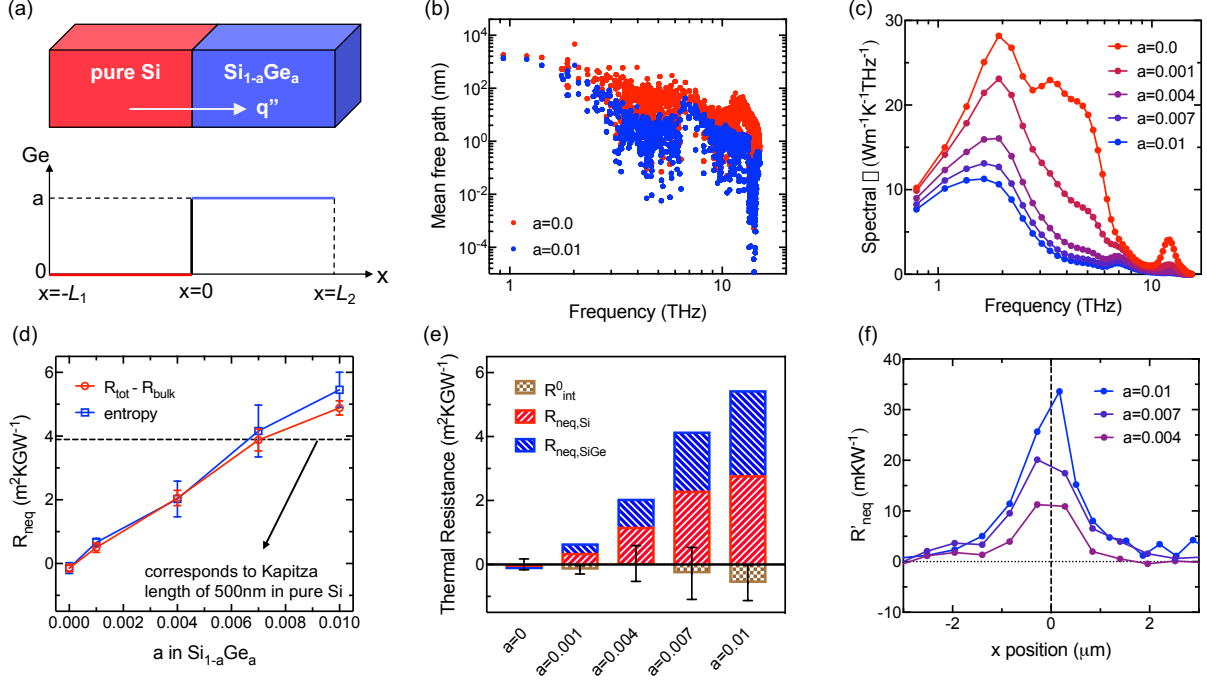 (a)
pure Si
Si1-aGea
q”
Ge
a
0
x=-L1
x=0
x=L2
x
(b)
Mean free path (nm)
10^4
10^2
10^0
10^-2
10^-4
a=0.0
a=0.01
1
10
Frequency (THz)
(c)
Spectral □ (Wm^-1K^-1THz^-1)
30
20
10
0
a=0.0
a=0.001
a=0.004
a=0.007
a=0.01
1
10
Frequency (THz)
(d)
Rneq (m^2KGW^-1)
6
4
2
0
Rtot - Rbulk
entropy
corresponds to Kapitza
length of 500nm in pure Si
0.000
0.002
0.004
0.006
0.008
0.010
a in Si1-aGea
(e)
Thermal Resistance (m^2KGW^-1)
6
4
2
0
R^0int
Rneq,Si
Rneq,SiGe
a=0
a=0.001
a=0.004
a=0.007
a=0.01
(f)
R'neq (mKW^-1)
40
30
20
10
0
-10
a=0.01
a=0.007
a=0.004
-2
0
2
x position (μm)